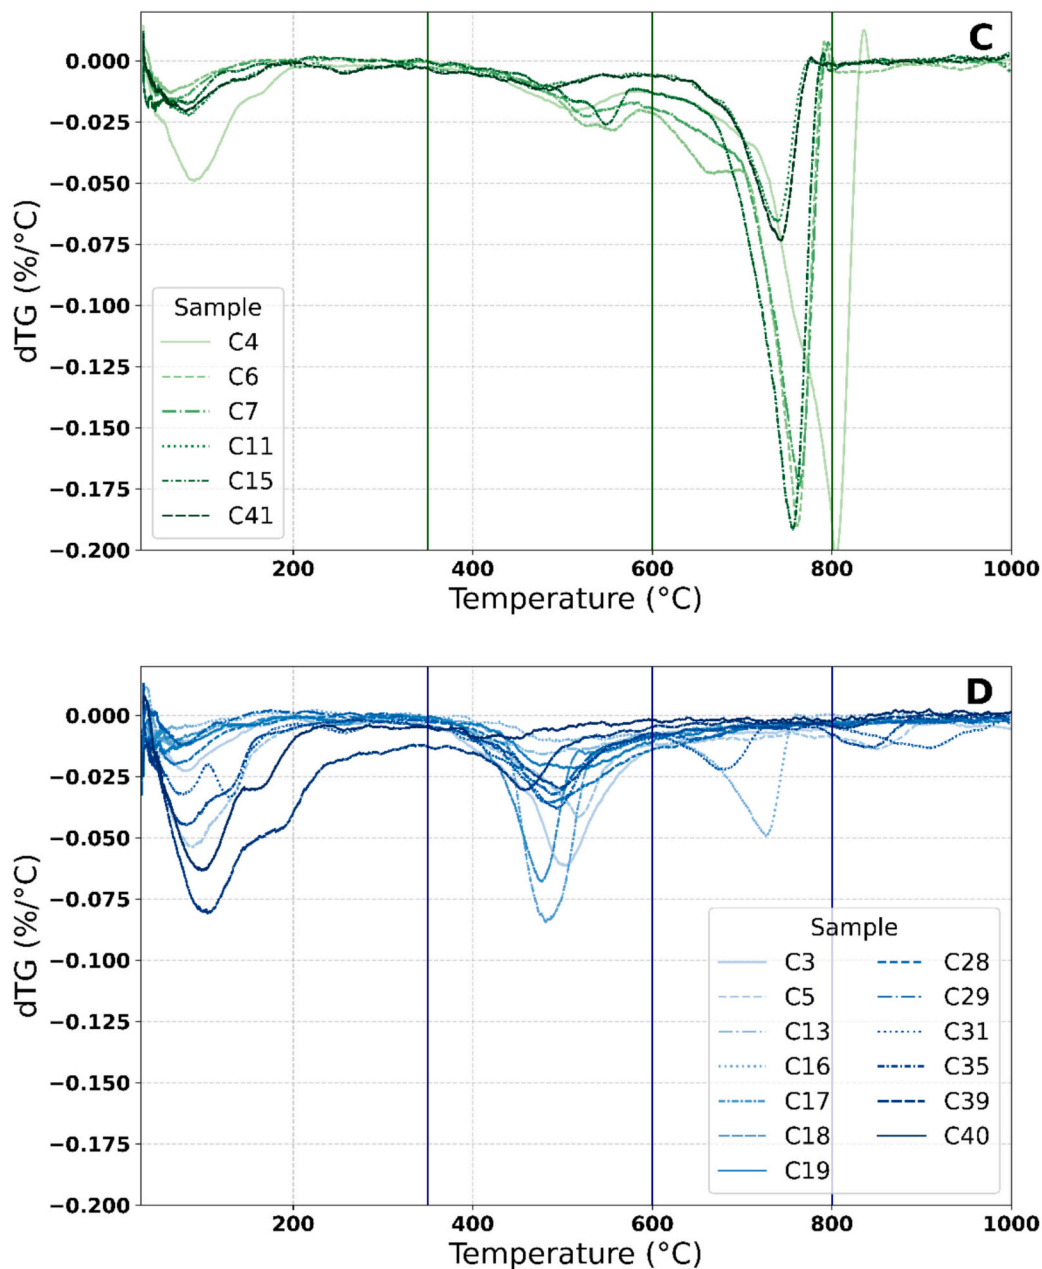 C
0.000
−0.025
−0.050
−0.075
−0.100
−0.125
−0.150
−0.175
−0.200
dTG (%/°C)
Sample
C4
C6
C7
C11
C15
C41
200 400 600 800 1000
Temperature (°C)
D
0.000
−0.025
−0.050
−0.075
−0.100
−0.125
−0.150
−0.175
−0.200
dTG (%/°C)
Sample
C3 C28
C5 C29
C13 C31
C16 C35
C17 C39
C18 C40
C19
200 400 600 800 1000
Temperature (°C)